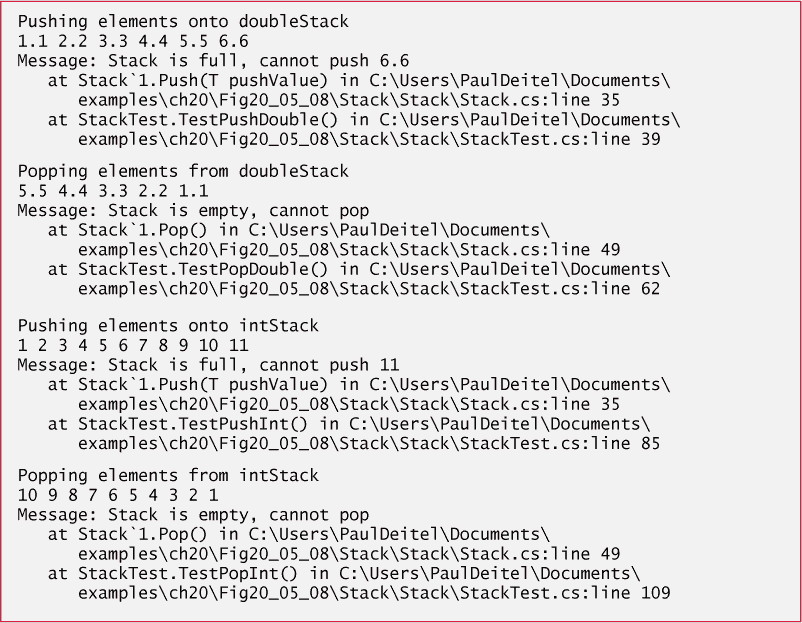 Pushing elements onto doubleStack
1.1 2.2 3.3 4.4 5.5 6.6
Message: Stack is full, cannot push 6.6
   at Stack`1.Push(T pushValue) in C:\Users\PaulDeitel\Documents\
      examples\ch20\Fig20_05_08\Stack\Stack\Stack.cs:line 35
   at StackTest.TestPushDouble() in C:\Users\PaulDeitel\Documents\
      examples\ch20\Fig20_05_08\Stack\Stack\StackTest.cs:line 39
Popping elements from doubleStack
5.5 4.4 3.3 2.2 1.1
Message: Stack is empty, cannot pop
   at Stack`1.Pop() in C:\Users\PaulDeitel\Documents\
      examples\ch20\Fig20_05_08\Stack\Stack\Stack.cs:line 49
   at StackTest.TestPopDouble() in C:\Users\PaulDeitel\Documents\
      examples\ch20\Fig20_05_08\Stack\Stack\StackTest.cs:line 62
Pushing elements onto intStack
1 2 3 4 5 6 7 8 9 10 11
Message: Stack is full, cannot push 11
   at Stack`1.Push(T pushValue) in C:\Users\PaulDeitel\Documents\
      examples\ch20\Fig20_05_08\Stack\Stack\Stack.cs:line 35
   at StackTest.TestPushInt() in C:\Users\PaulDeitel\Documents\
      examples\ch20\Fig20_05_08\Stack\Stack\StackTest.cs:line 85
Popping elements from intStack
10 9 8 7 6 5 4 3 2 1
Message: Stack is empty, cannot pop
   at Stack`1.Pop() in C:\Users\PaulDeitel\Documents\
      examples\ch20\Fig20_05_08\Stack\Stack\Stack.cs:line 49
   at StackTest.TestPopInt() in C:\Users\PaulDeitel\Documents\
      examples\ch20\Fig20_05_08\Stack\Stack\StackTest.cs:line 109